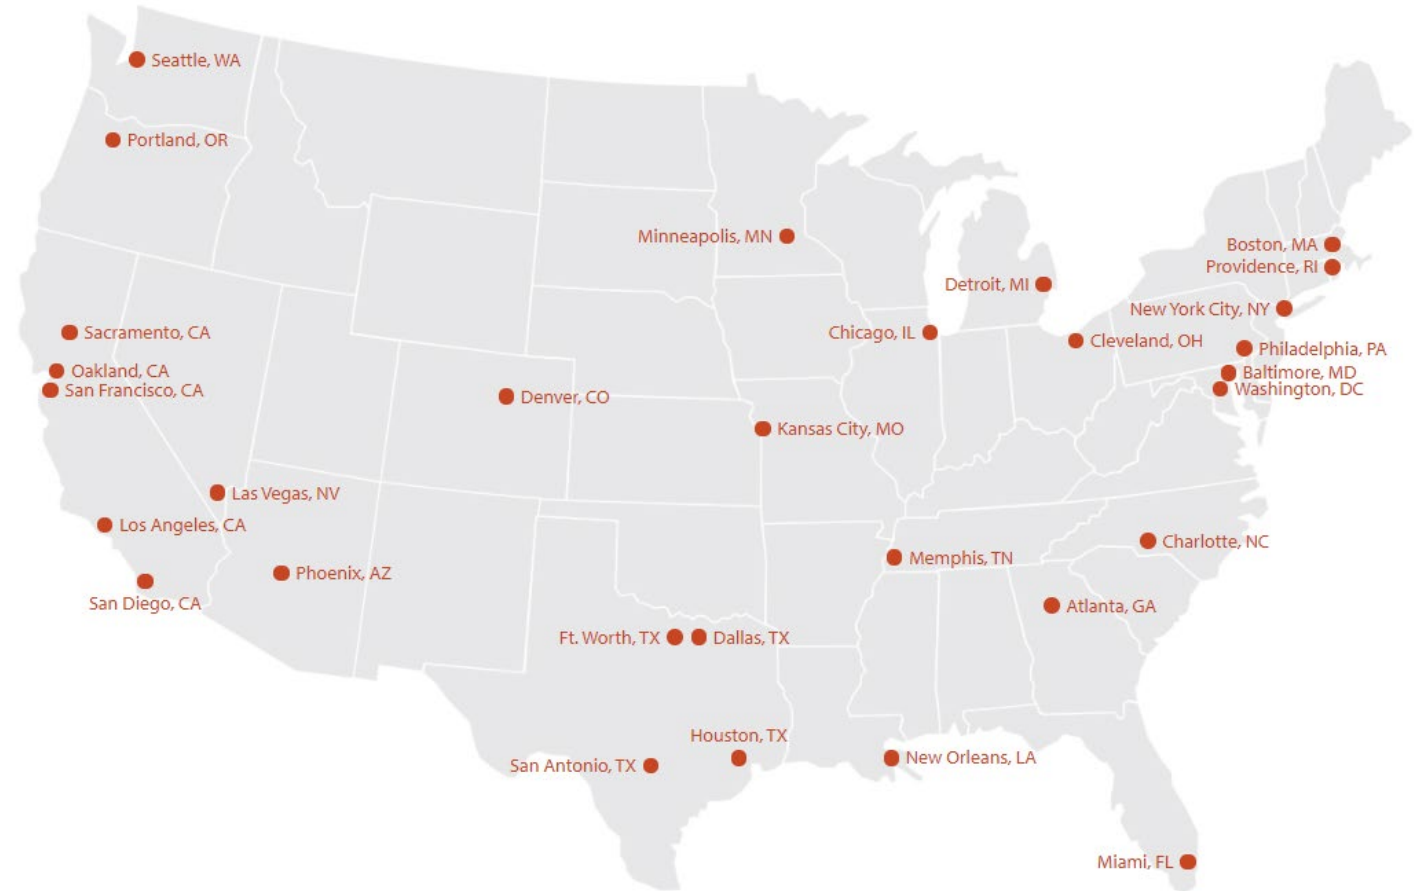 Seattle, WA
Portland, OR
Minneapolis, MN
Boston, MA
Providence, RI
Detroit, MI
New York City, NY
Sacramento, CA
Chicago, IL
Cleveland, OH
Philadelphia, PA
Oakland, CA
Baltimore, MD
San Francisco, CA
Washington, DC
Denver, CO
Kansas City, MO
Las Vegas, NV
Los Angeles, CA
Charlotte, NC
Memphis, TN
Phoenix, AZ
San Diego, CA
Atlanta, GA
Ft. Worth, TX
Dallas, TX
Houston, TX
New Orleans, LA
San Antonio, TX
Miami, FL